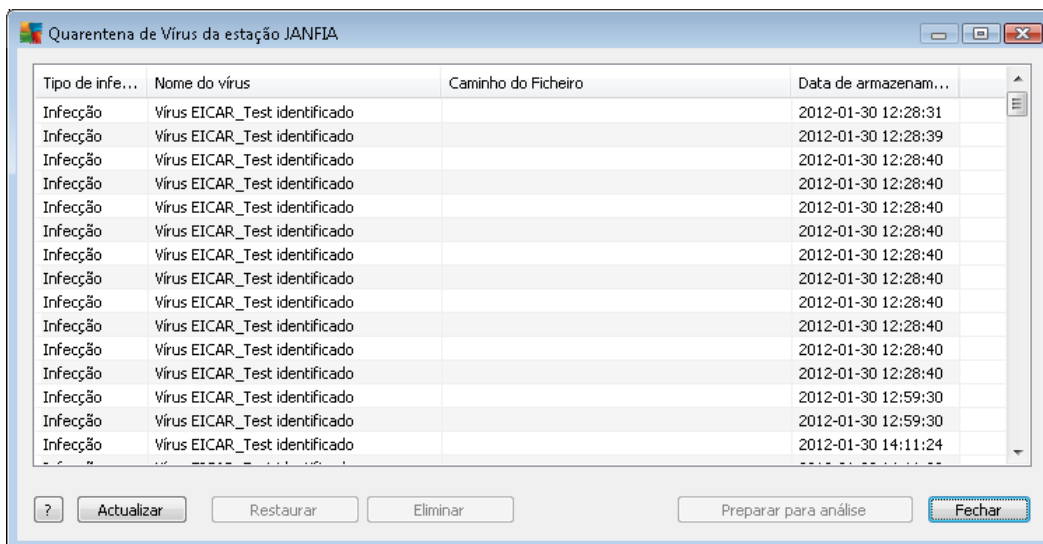 Quarentena de Vírus da estação JANFIA
Tipo de infe... Nome do vírus Caminho do Ficheiro Data de armazenam...
Infecção Vírus EICAR_Test identificado 2012-01-30 12:28:31
Infecção Vírus EICAR_Test identificado 2012-01-30 12:28:39
Infecção Vírus EICAR_Test identificado 2012-01-30 12:28:40
Infecção Vírus EICAR_Test identificado 2012-01-30 12:28:40
Infecção Vírus EICAR_Test identificado 2012-01-30 12:28:40
Infecção Vírus EICAR_Test identificado 2012-01-30 12:28:40
Infecção Vírus EICAR_Test identificado 2012-01-30 12:28:40
Infecção Vírus EICAR_Test identificado 2012-01-30 12:28:40
Infecção Vírus EICAR_Test identificado 2012-01-30 12:28:40
Infecção Vírus EICAR_Test identificado 2012-01-30 12:28:40
Infecção Vírus EICAR_Test identificado 2012-01-30 12:28:40
Infecção Vírus EICAR_Test identificado 2012-01-30 12:28:40
Infecção Vírus EICAR_Test identificado 2012-01-30 12:59:30
Infecção Vírus EICAR_Test identificado 2012-01-30 12:59:30
Infecção Vírus EICAR_Test identificado 2012-01-30 14:11:24
? Actualizar Restaurar Eliminar Preparar para análise Fechar